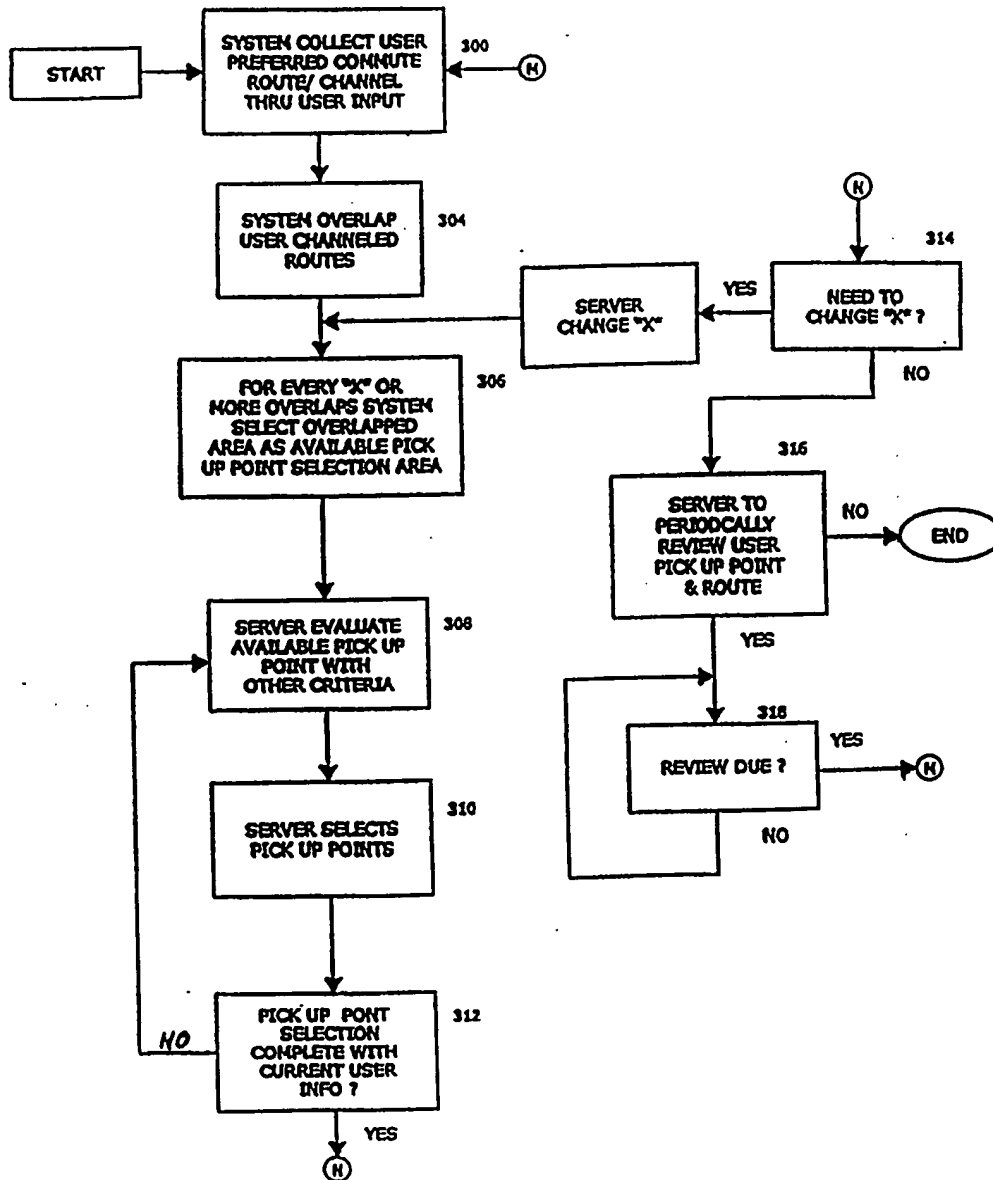 START
SYSTEM COLLECT USER
PREFERRED COMMUTE
ROUTE/ CHANNEL
THRU USER INPUT
300
M
SYSTEM OVERLAP
USER CHANNELED
ROUTES
304
FOR EVERY "X" OR
MORE OVERLAPS SYSTEM
SELECT OVERLAPPED
AREA AS AVAILABLE PICK
UP POINT SELECTION AREA
306
SERVER EVALUATE
AVAILABLE PICK UP
POINT WITH
OTHER CRITERIA
308
SERVER SELECTS
PICK UP POINTS
310
PICK UP PONT
SELECTION
COMPLETE WITH
CURRENT USER
INFO ?
312
NO
YES
N
N
314
NEED TO
CHANGE "X" ?
YES
SERVER
CHANGE "X"
NO
316
SERVER TO
PERIODCALLY
REVIEW USER
PICK UP POINT
& ROUTE
NO
END
YES
318
REVIEW DUE ?
YES
M
NO